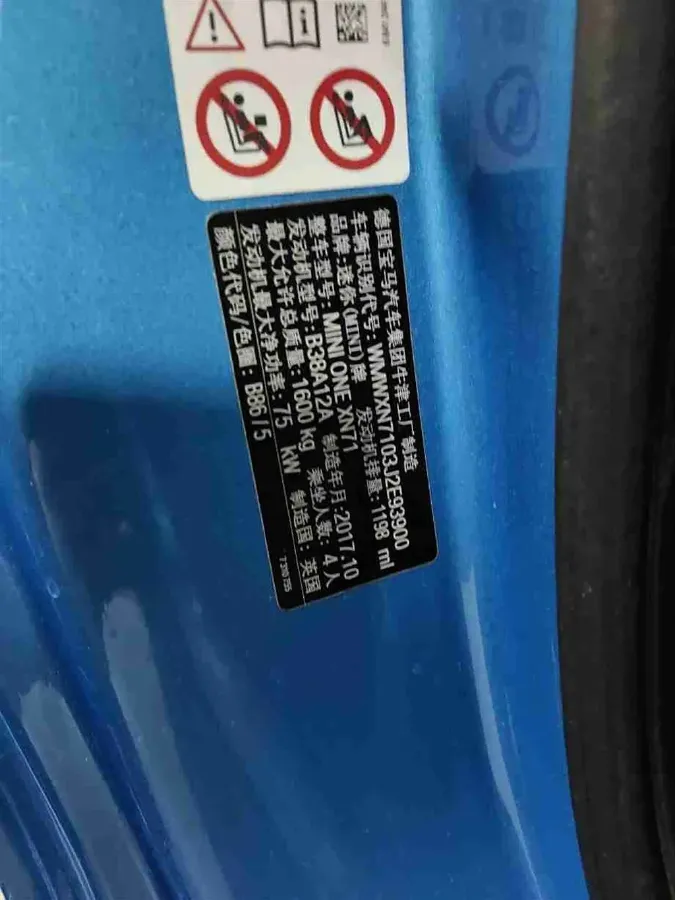 德国宝马汽车集团牛津工厂制造
车辆识别代号：WMWXN7103J2E93900
品牌：迷你(MINI)牌 发动机排量：1198 ml
整车型号：MINI ONE XN71 制造年月：2017.10
发动机型号：B38A12A 乘坐人数：4人
最大允许总质量：1600 kg 制造国：英国
发动机最大净功率：75 kW
颜色代码/色圈：B86/5
7 310 755